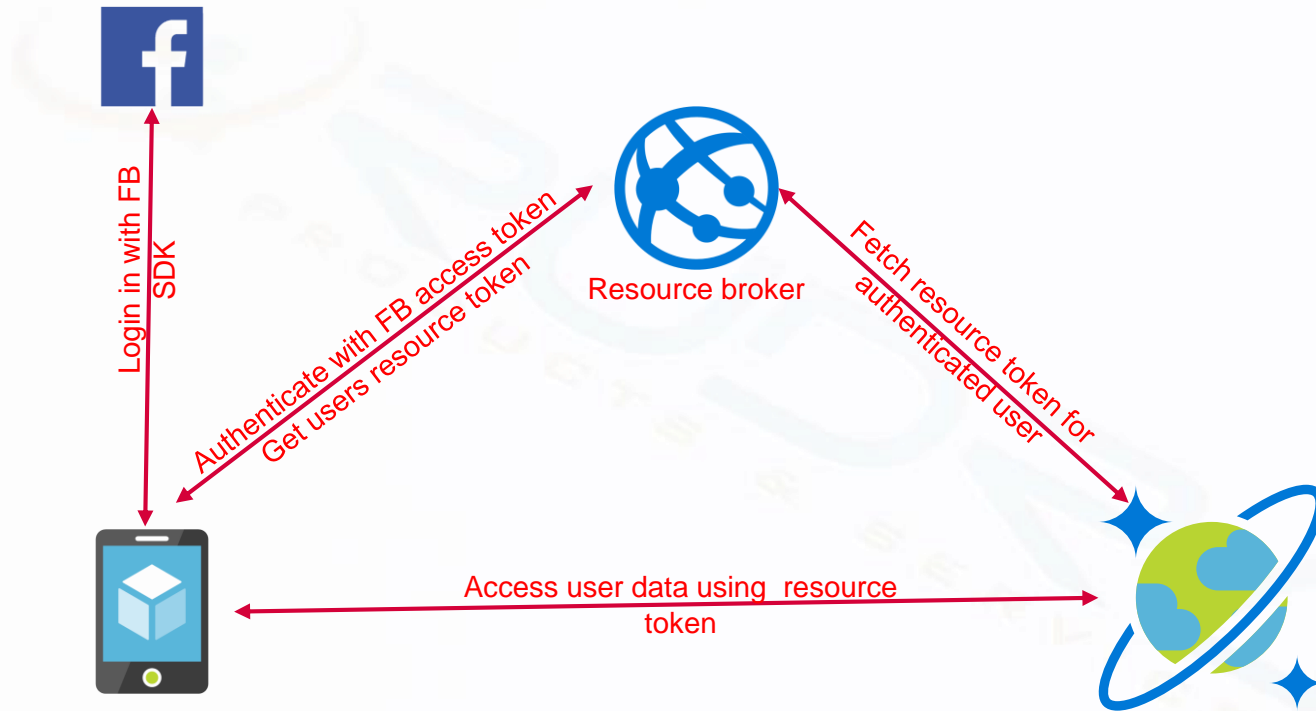 Login in with FB
SDK
Authenticate with FB access token
Get users resource token
Resource broker
Fetch resource token for
authenticated user
Access user data using  resource
token